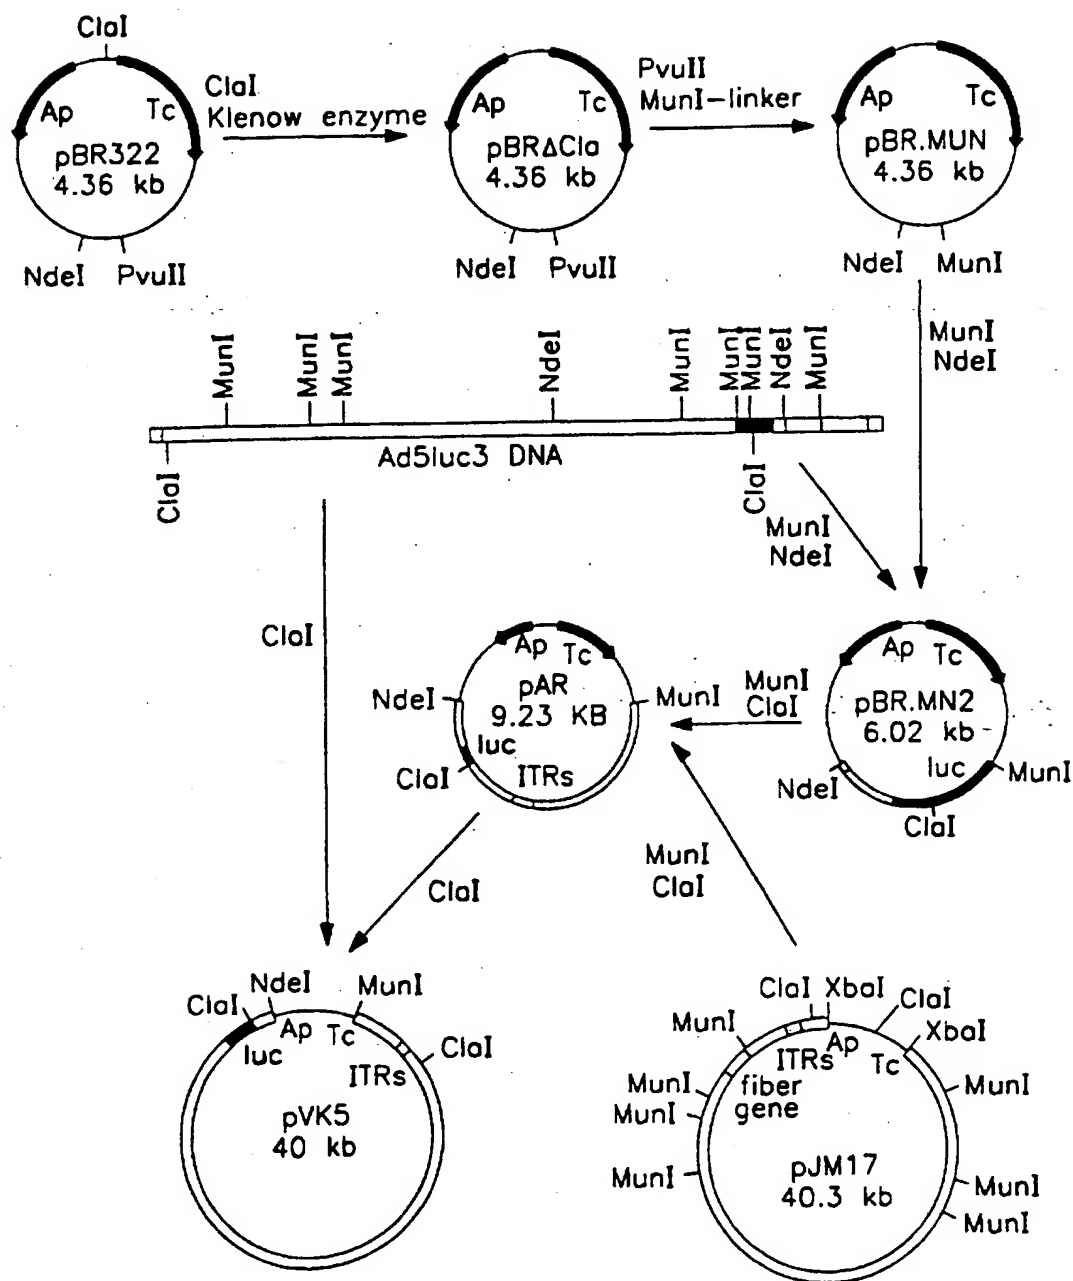 ClaI
Ap
Tc
pBR322
4.36 kb
NdeI
PvuII
ClaI
Klenow enzyme
Ap
Tc
pBRΔCla
4.36 kb
NdeI
PvuII
PvuII
MunI-linker
Ap
Tc
pBR.MUN
4.36 kb
NdeI
MunI
MunI
NdeI
MunI
MunI
MunI
NdeI
MunI
MunI
MunI
NdeI
MunI
ClaI
Ad5luc3 DNA
ClaI
MunI
NdeI
ClaI
Ap
Tc
pAR
9.23 KB
NdeI
MunI
luc
ClaI
ITRs
MunI
ClaI
Ap
Tc
pBR.MN2
6.02 kb
luc
NdeI
MunI
ClaI
ClaI
MunI
ClaI
ClaI
NdeI
MunI
Ap
Tc
luc
ClaI
ITRs
pVK5
40 kb
ClaI
XbaI
ClaI
MunI
XbaI
ITRs
Ap
Tc
MunI
fiber
gene
MunI
MunI
MunI
pJM17
40.3 kb
MunI
MunI